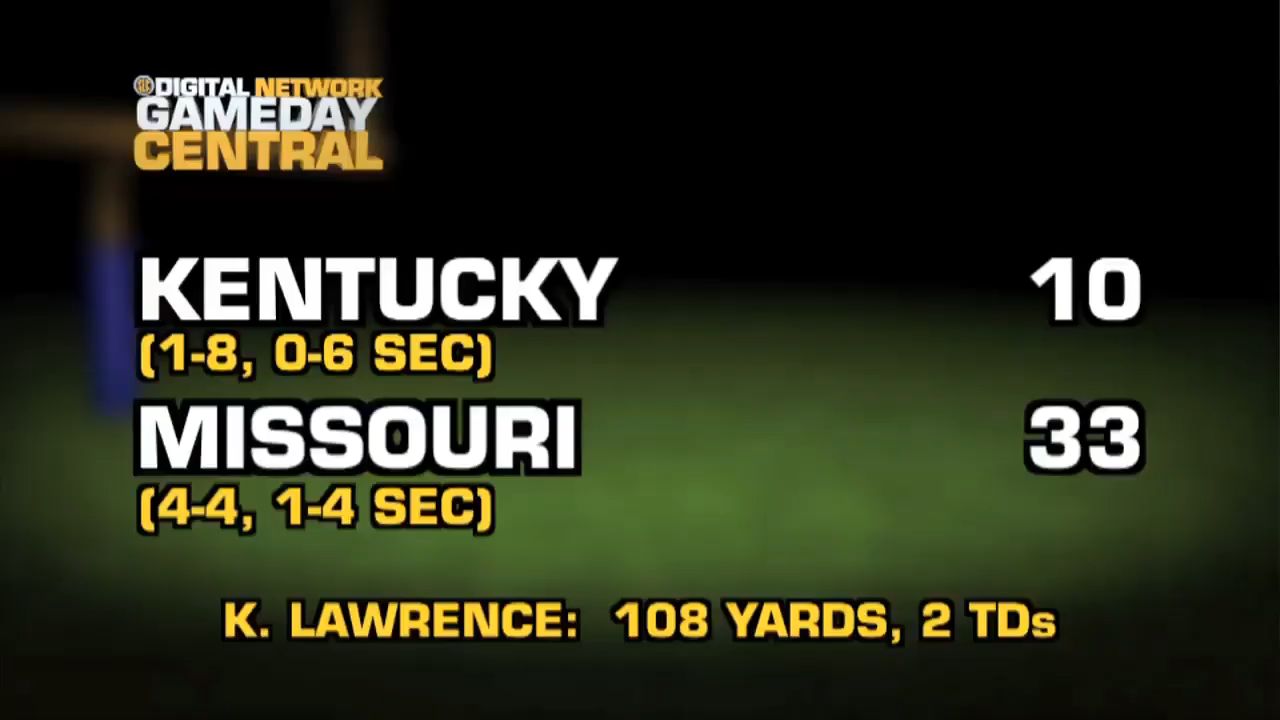 SEC DIGITAL NETWORK
GAMEDAY
CENTRAL
KENTUCKY 10
(1-8, 0-6 SEC)
MISSOURI 33
(4-4, 1-4 SEC)
K. LAWRENCE: 108 YARDS, 2 TDs